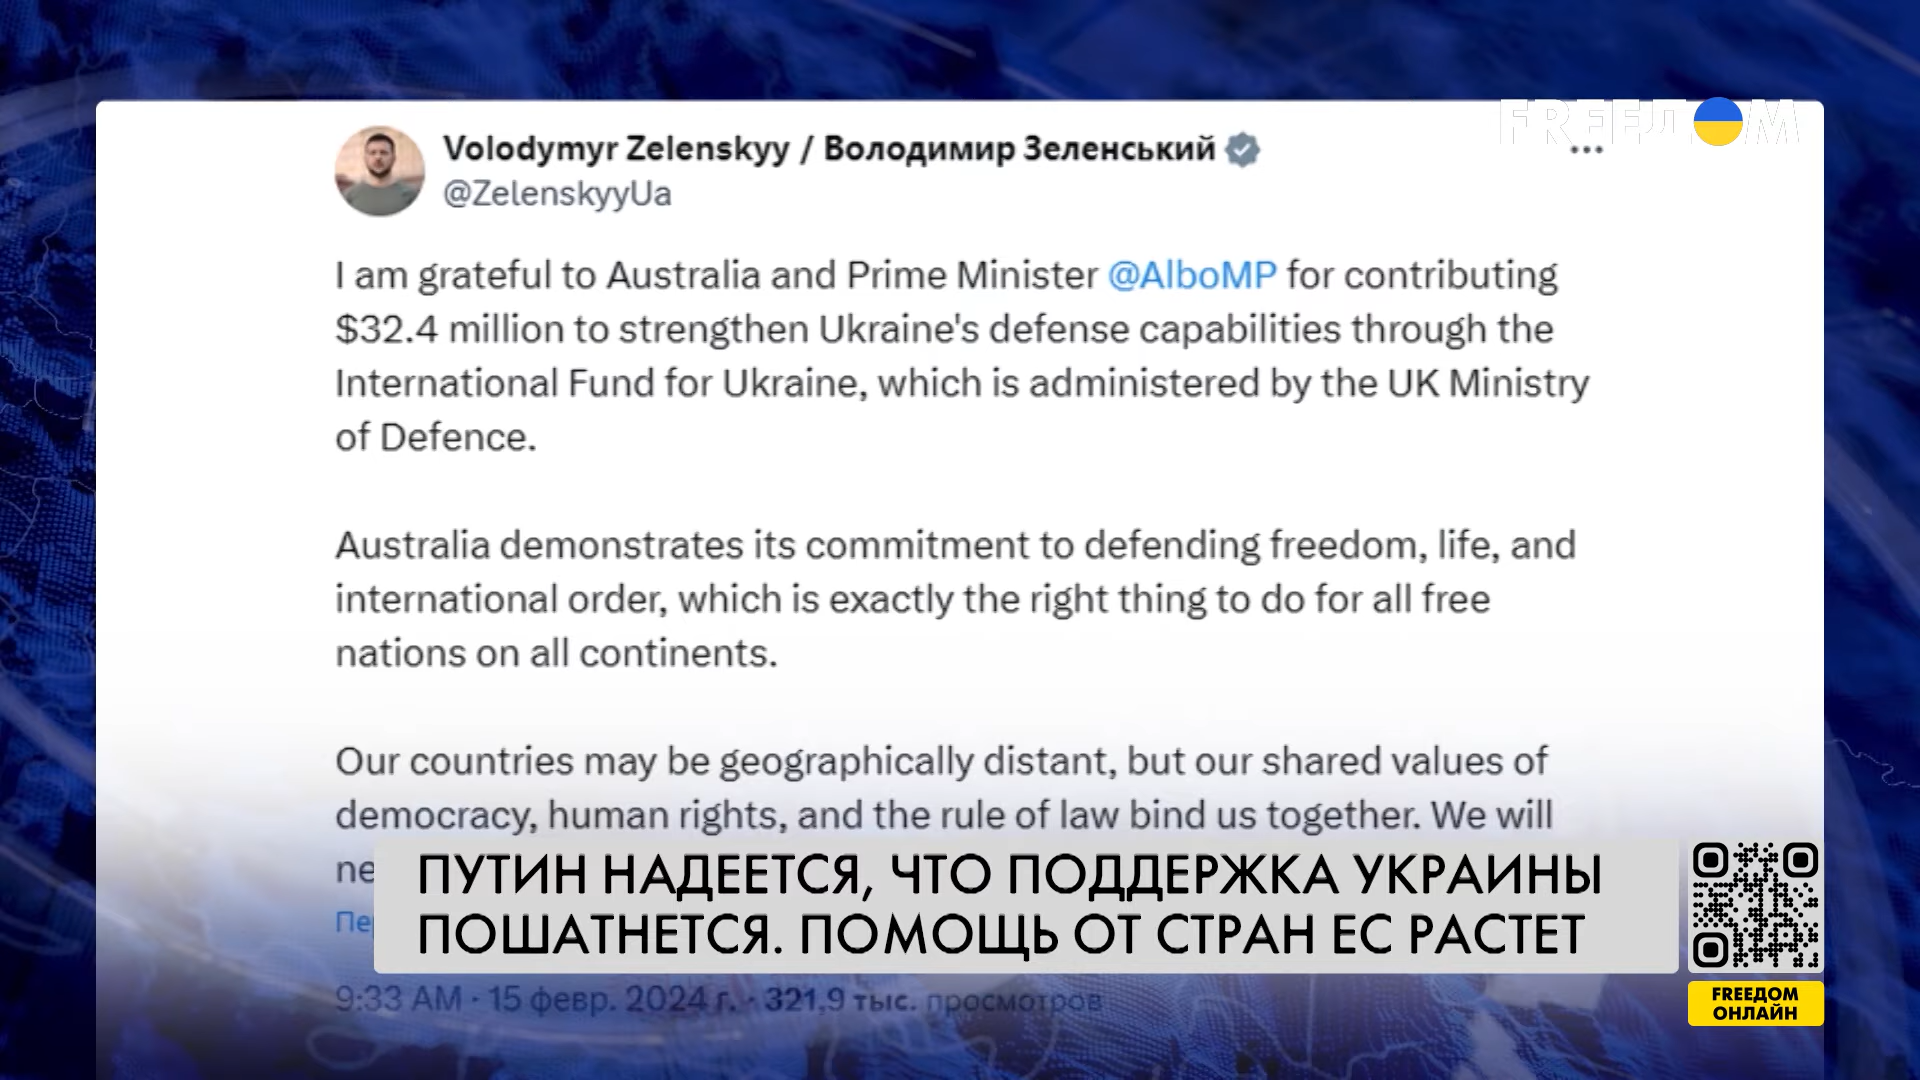 FREEДОМ
Volodymyr Zelenskyy / Володимир Зеленський
@ZelenskyyUa
I am grateful to Australia and Prime Minister @AlboMP for contributing
$32.4 million to strengthen Ukraine's defense capabilities through the
International Fund for Ukraine, which is administered by the UK Ministry
of Defence.
Australia demonstrates its commitment to defending freedom, life, and
international order, which is exactly the right thing to do for all free
nations on all continents.
Our countries may be geographically distant, but our shared values of
democracy, human rights, and the rule of law bind us together. We will
ПУТИН НАДЕЕТСЯ, ЧТО ПОДДЕРЖКА УКРАИНЫ
ПОШАТНЕТСЯ. ПОМОЩЬ ОТ СТРАН ЕС РАСТЕТ
9:33 AM · 15 февр. 2024 г. · 321,9 тыс. просмотров
FREEДОМ
ОНЛАЙН